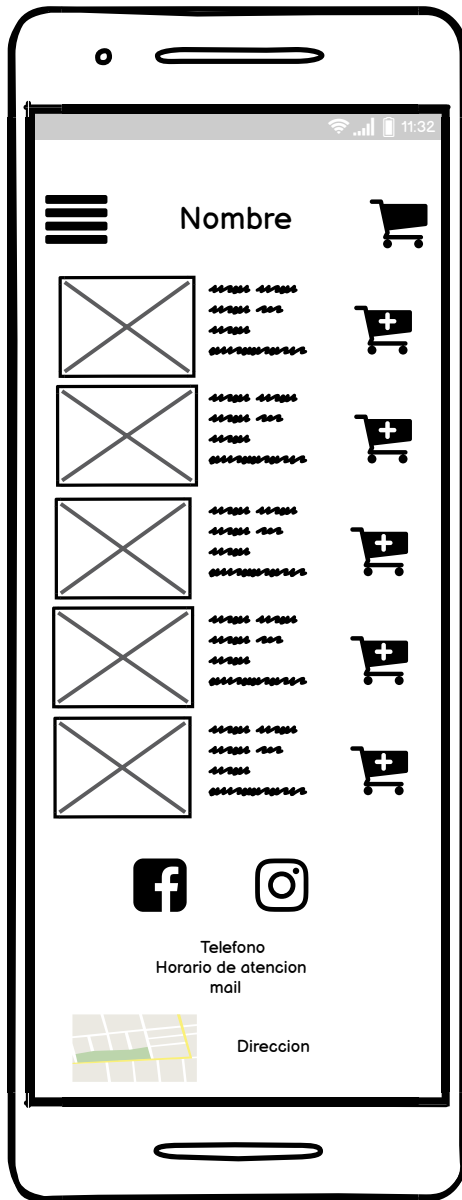 11:32
Nombre
Telefono
Horario de atencion
mail
Direccion